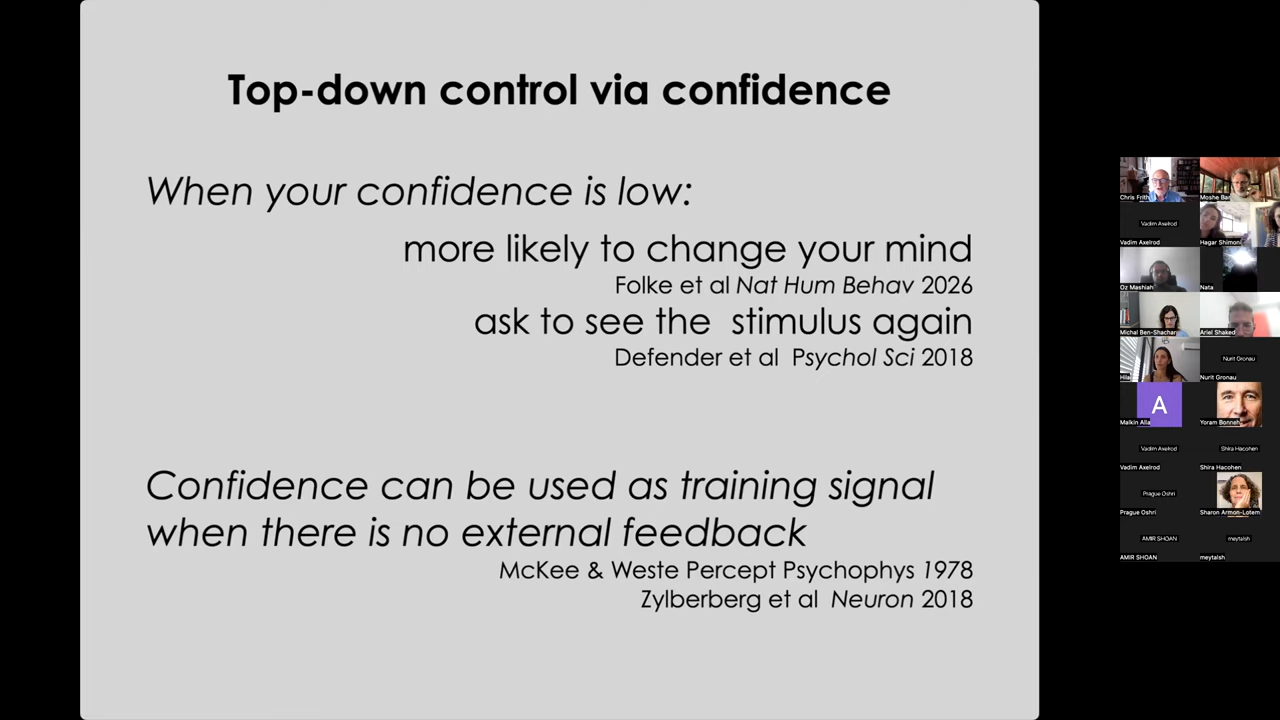 Top-down control via confidence
When your confidence is low:
more likely to change your mind
Folke et al Nat Hum Behav 2026
ask to see the stimulus again
Defender et al Psychol Sci 2018
Confidence can be used as training signal
when there is no external feedback
McKee & Weste Percept Psychophys 1978
Zylberberg et al Neuron 2018
Chris Frith
Moshe Bar
Vadim Axelrod
Vadim Axelrod
Hagar Shimoni
Oz Mashiah
Nata
Michal Ben-Shachar
Ariel Shaked
Nurit Gronau
Nurit Gronau
A
Malkin Alla
Yoram Bonneh
Vadim Axelrod
Shira Hacohen
Vadim Axelrod
Shira Hacohen
Prague Oshri
Prague Oshri
Sharon Armon-Lotem
AMIR SHOAN
meytalsh
AMIR SHOAN
meytalsh